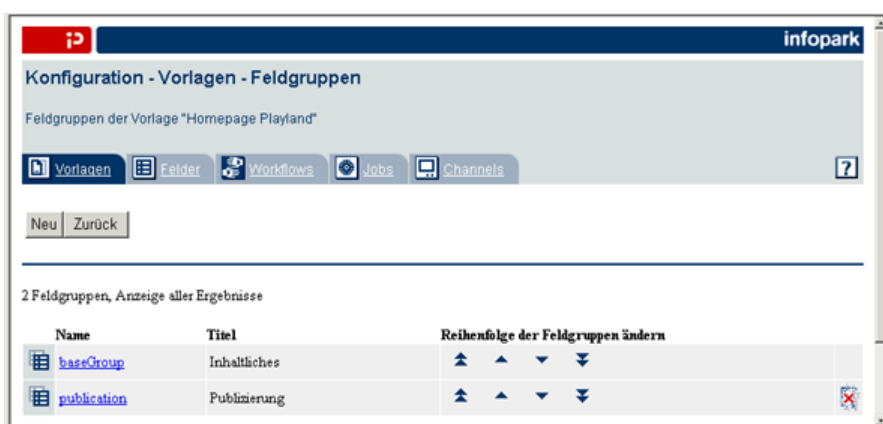 infopark
Konfiguration - Vorlagen - Feldgruppen
Feldgruppen der Vorlage "Homepage Playland"
Vorlagen Felder Workflows Jobs Channels ?
Neu Zurück
2 Feldgruppen, Anzeige aller Ergebnisse
Name Titel Reihenfolge der Feldgruppen ändern
baseGroup Inhaltliches
publication Publizierung